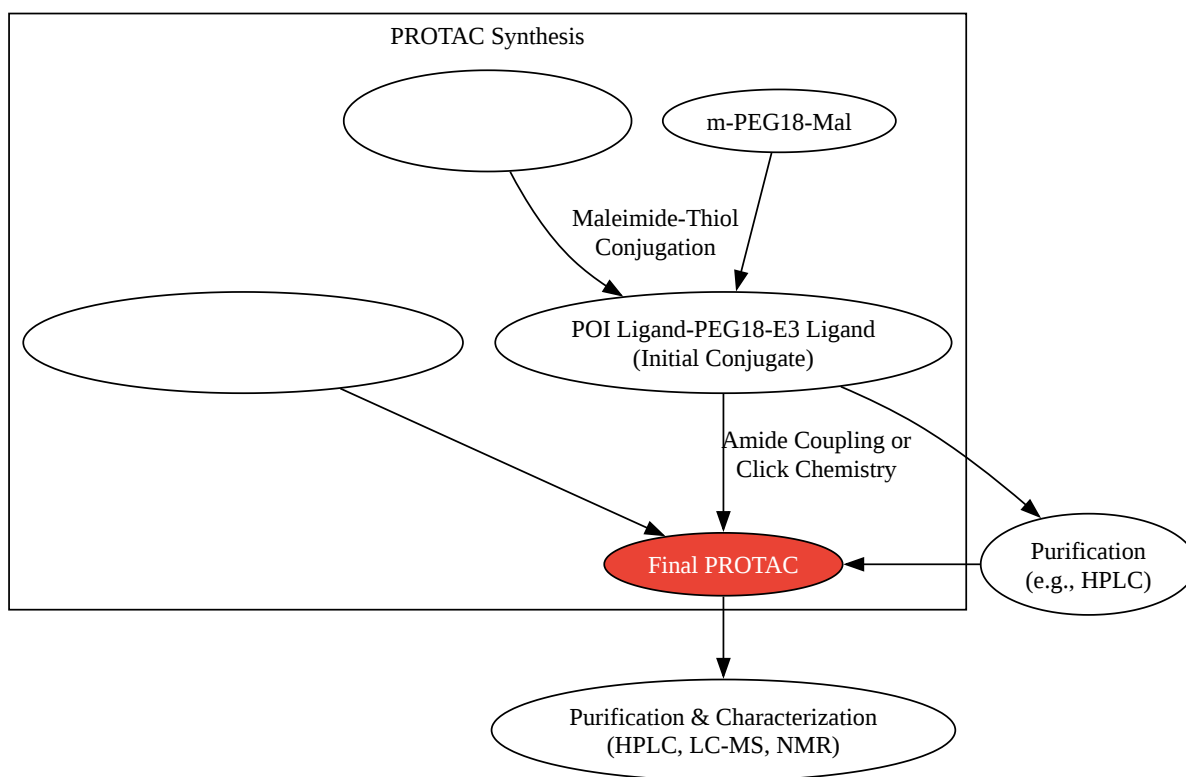 PROTAC Synthesis
m-PEG18-Mal
Maleimide-Thiol
Conjugation
POI Ligand-PEG18-E3 Ligand
(Initial Conjugate)
Amide Coupling or
Click Chemistry
Final PROTAC
Purification
(e.g., HPLC)
Purification & Characterization
(HPLC, LC-MS, NMR)